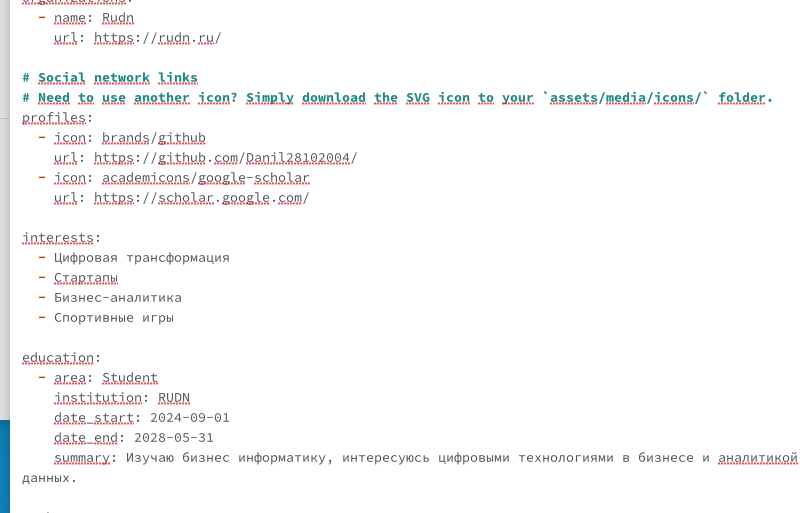 organizations:
- name: Rudn
url: https://rudn.ru/
# Social network links
# Need to use another icon? Simply download the SVG icon to your `assets/media/icons/` folder.
profiles:
- icon: brands/github
url: https://github.com/Danil28102004/
- icon: academicons/google-scholar
url: https://scholar.google.com/
interests:
- Цифровая трансформация
- Стартапы
- Бизнес-аналитика
- Спортивные игры
education:
- area: Student
institution: RUDN
date_start: 2024-09-01
date_end: 2028-05-31
summary: Изучаю бизнес информатику, интересуюсь цифровыми технологиями в бизнесе и аналитикой
данных.